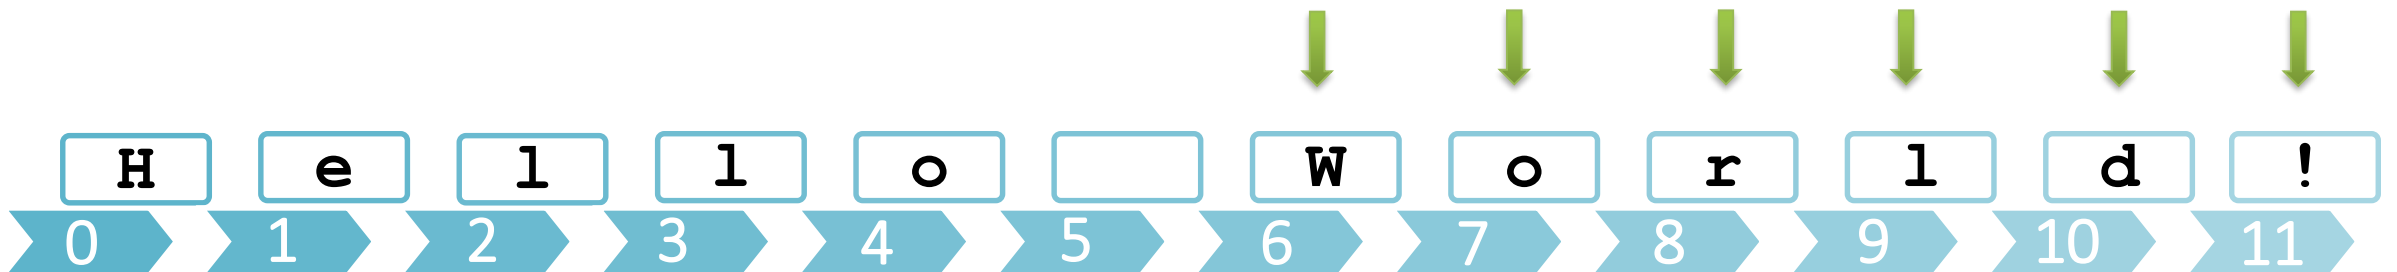 H e l l o W o r l d !
0 1 2 3 4 5 6 7 8 9 10 11